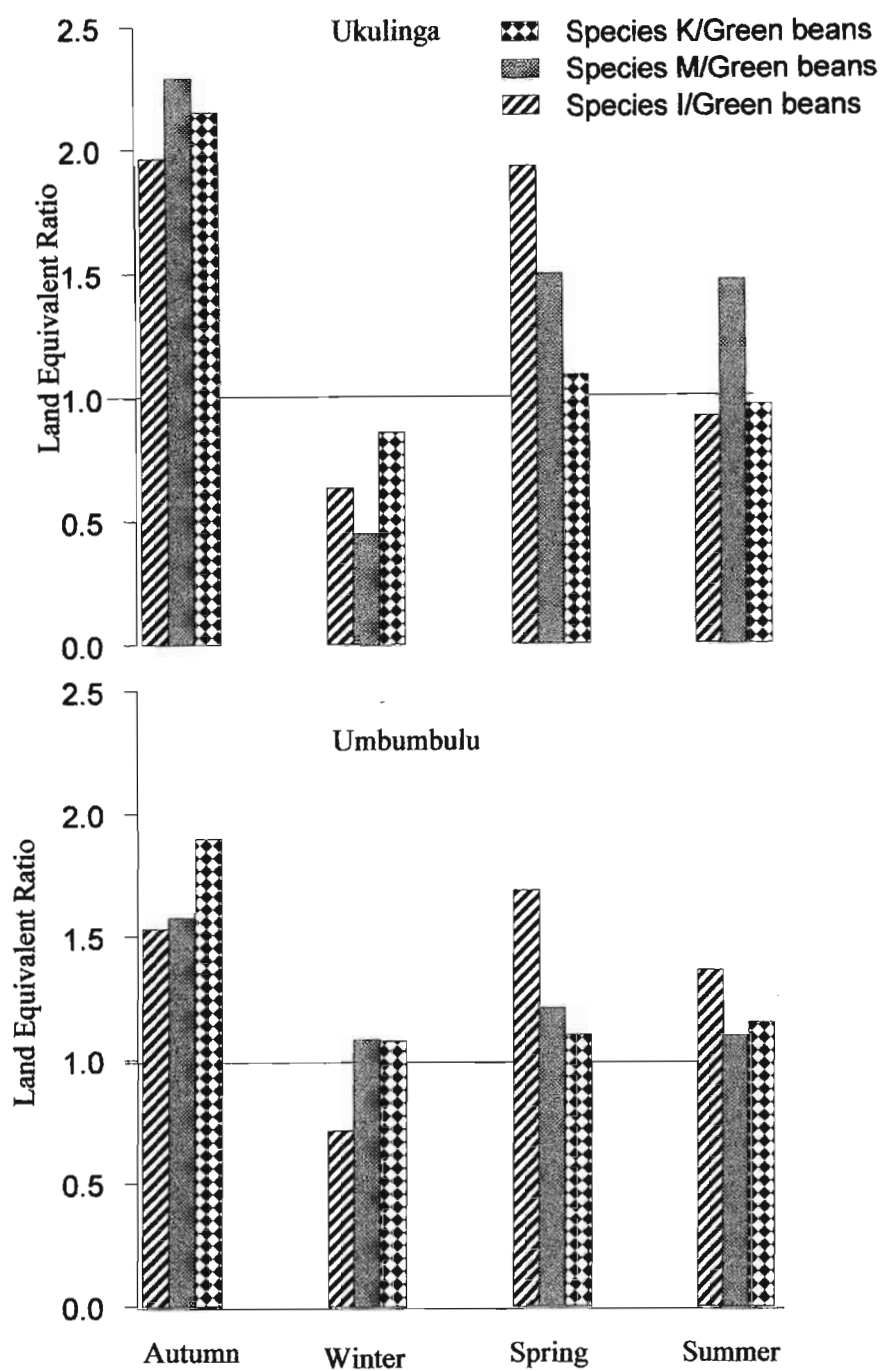 Ukulinga
Species K/Green beans
Species M/Green beans
Species I/Green beans
Land Equivalent Ratio
2.5
2.0
1.5
1.0
0.5
0.0
Umbumbulu
Land Equivalent Ratio
2.5
2.0
1.5
1.0
0.5
0.0
Autumn Winter Spring Summer